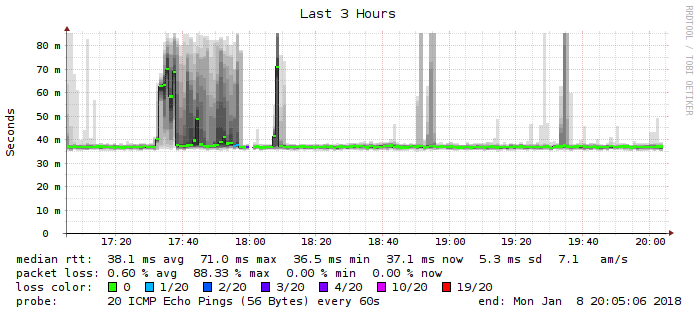 Last 3 Hours
RRDTOOL / TOBI OETIKER
Seconds
80 m
70 m
60 m
50 m
40 m
30 m
20 m
10 m
0
17:20 17:40 18:00 18:20 18:40 19:00 19:20 19:40 20:00
median rtt: 38.1 ms avg 71.0 ms max 36.5 ms min 37.1 ms now 5.3 ms sd 7.1 am/s
packet loss: 0.60 % avg 88.33 % max 0.00 % min 0.00 % now
loss color: 0 1/20 2/20 3/20 4/20 10/20 19/20
probe: 20 ICMP Echo Pings (56 Bytes) every 60s end: Mon Jan 8 20:05:06 2018